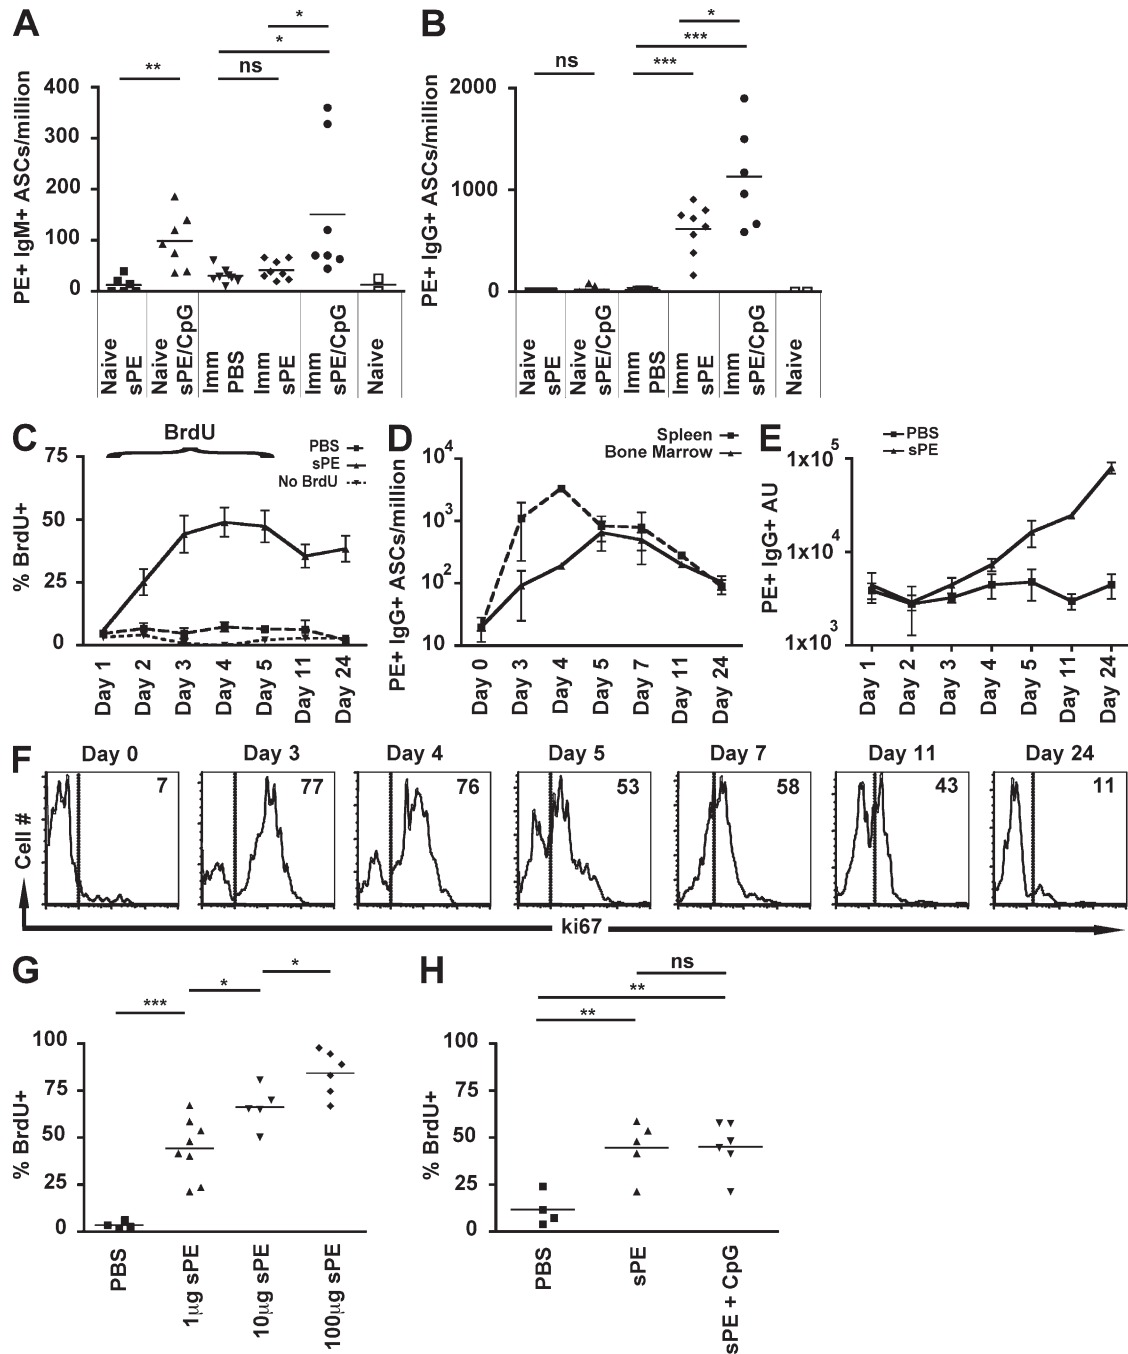 A
*
*
**
ns
PE+ IgM+ ASCs/million
400
300
200
100
0
Naive sPE
Naive sPE/CpG
Imm PBS
Imm sPE
Imm sPE/CpG
Naive
B
*
***
ns
***
PE+ IgG+ ASCs/million
2000
1000
0
Naive sPE
Naive sPE/CpG
Imm PBS
Imm sPE
Imm sPE/CpG
Naive
C
BrdU
PBS
sPE
No BrdU
% BrdU+
75
50
25
0
Day 1
Day 2
Day 3
Day 4
Day 5
Day 11
Day 24
D
Spleen
Bone Marrow
PE+ IgG+ ASCs/million
10^4
10^3
10^2
10
Day 0
Day 3
Day 4
Day 5
Day 7
Day 11
Day 24
E
PBS
sPE
PE+ IgG+ AU
1x10^5
1x10^4
1x10^3
Day 1
Day 2
Day 3
Day 4
Day 5
Day 11
Day 24
F
Day 0
Day 3
Day 4
Day 5
Day 7
Day 11
Day 24
7
77
76
53
58
43
11
Cell #
ki67
G
*
*
***
% BrdU+
100
75
50
25
0
PBS
1µg sPE
10µg sPE
100µg sPE
H
ns
**
**
% BrdU+
100
75
50
25
0
PBS
sPE
sPE + CpG